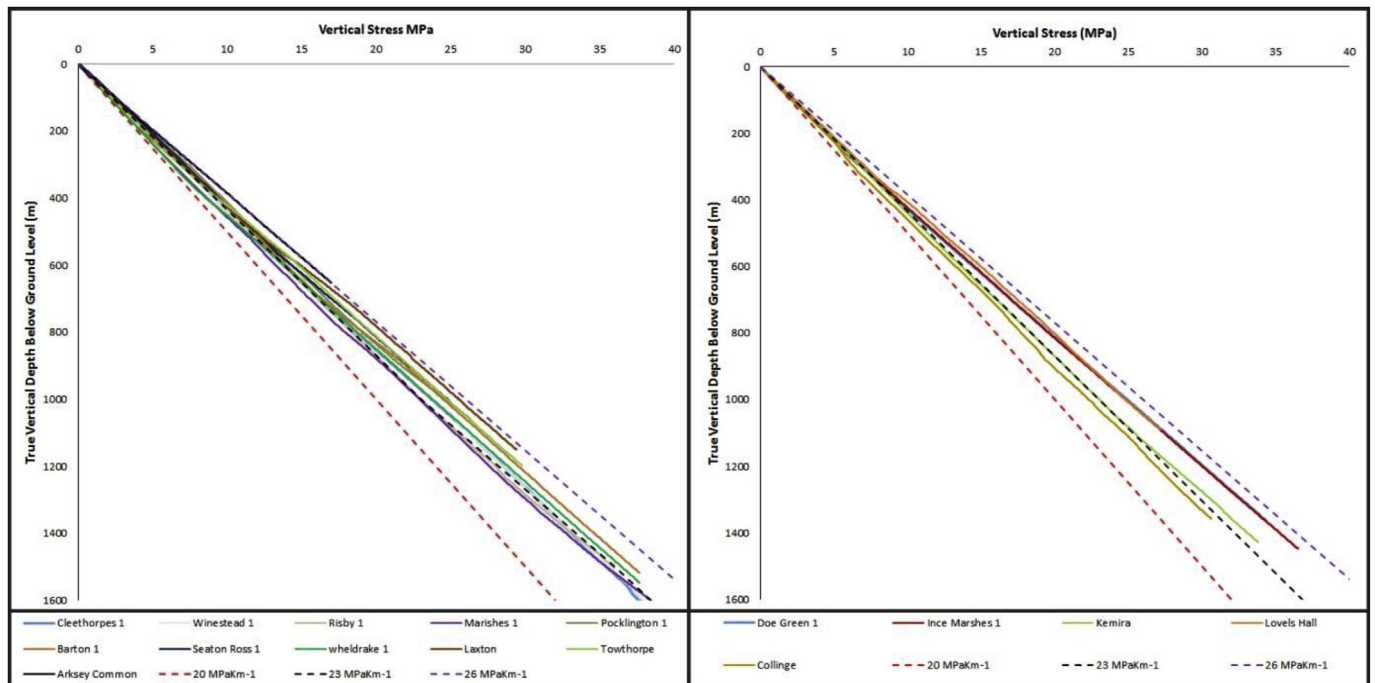 Vertical Stress MPa
0 5 10 15 20 25 30 35 40
True Vertical Depth Below Ground Level (m)
0
200
400
600
800
1000
1200
1400
1600
Cleethorpes 1 Winestead 1 Risby 1 Marishes 1 Pocklington 1
Barton 1 Seaton Ross 1 wheldrake 1 Laxton Towthorpe
Arksey Common 20 MPaKm-1 23 MPaKm-1 26 MPaKm-1
Vertical Stress (MPa)
0 5 10 15 20 25 30 35 40
True Vertical Depth Below Ground Level (m)
0
200
400
600
800
1000
1200
1400
1600
Doe Green 1 Ince Marshes 1 Kemira Lovels Hall
Collinge 20 MPaKm-1 23 MPaKm-1 26 MPaKm-1